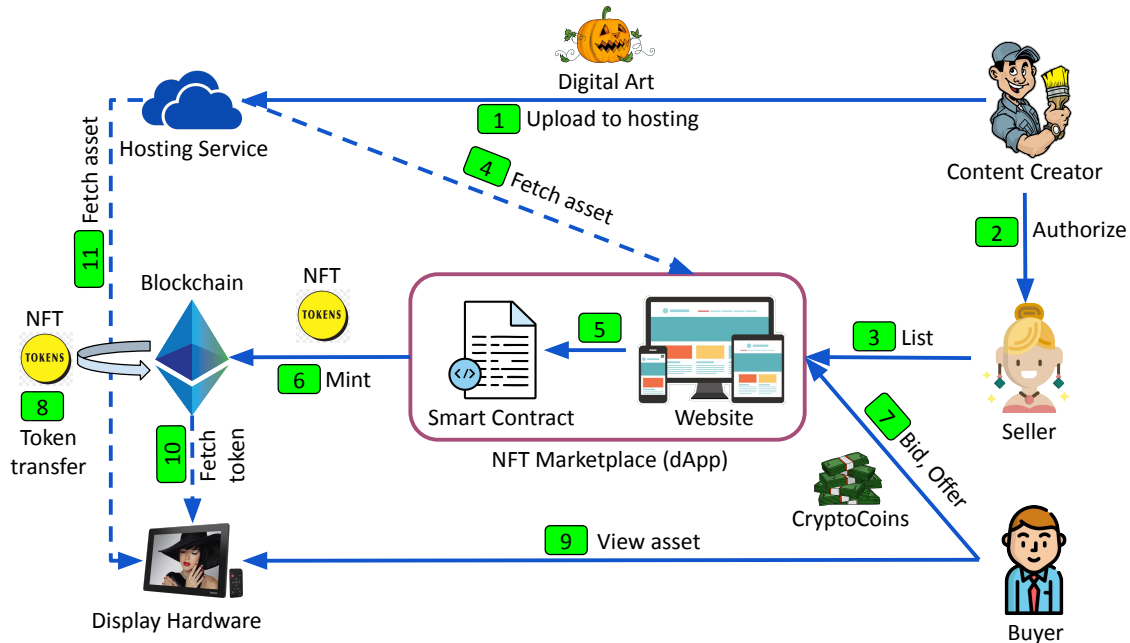 Digital Art
1 Upload to hosting
Hosting Service
Content Creator
4 Fetch asset
2 Authorize
11 Fetch asset
Blockchain
NFT
TOKENS
NFT
TOKENS
8
Token
transfer
6 Mint
5
</>
Smart Contract
Website
NFT Marketplace (dApp)
3 List
Seller
7 Bid, Offer
CryptoCoins
10 Fetch
token
9 View asset
Display Hardware
Buyer